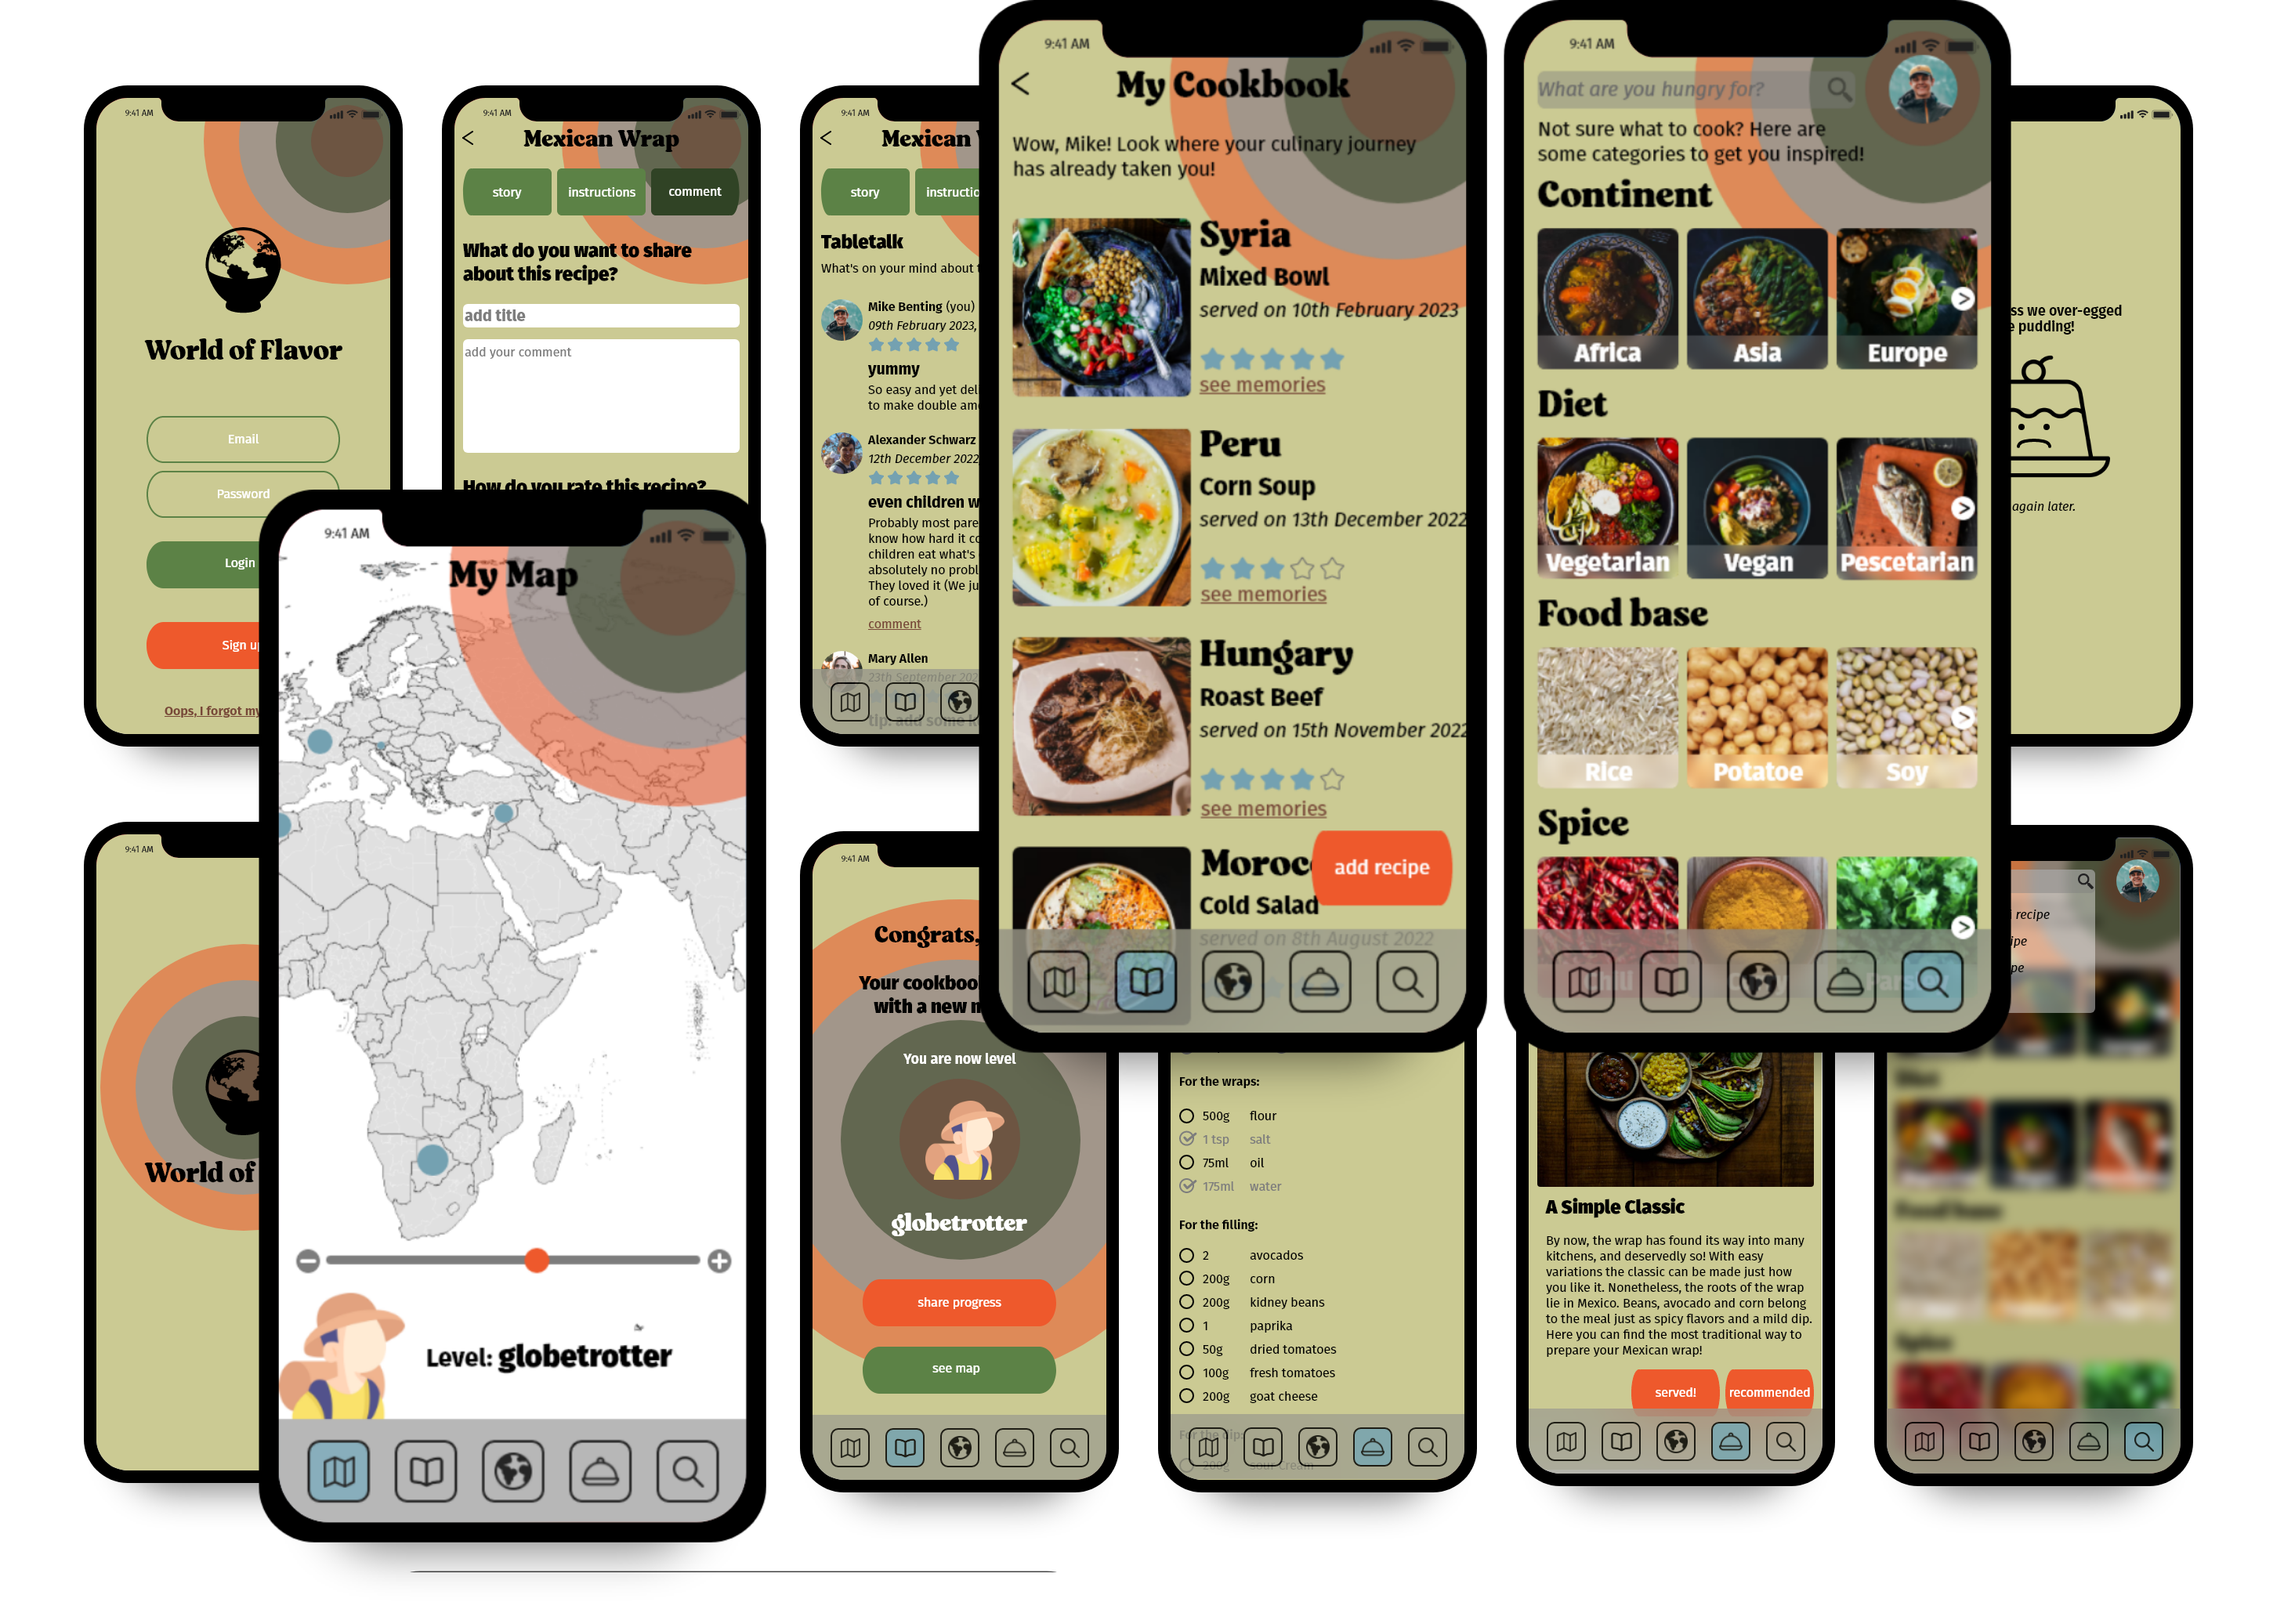 9:41 AM
World of Flavor
Email
Password
Login
Sign up
Oops, I forgot my
9:41 AM
<
Mexican Wrap
story
instructions
comment
What do you want to share
about this recipe?
add title
add your comment
How do you rate this recipe?
9:41 AM
<
Mexican
story
Tabletalk
What's on your mind about
Mike Benting (you)
09th February 2023,
yummy
So easy and yet
to make double
Alexander Schwarz
12th December 2022
even children
Probably most
know how hard it
children eat what's
absolutely no
They loved it (We
of course.)
comment
Mary Allen
23th September 202
tip: add some
9:41 AM
<
My Cookbook
Wow, Mike! Look where your culinary journey
has already taken you!
Syria
Mixed Bowl
served on 10th February 2023
see memories
Peru
Corn Soup
served on 13th December 2022
see memories
Hungary
Roast Beef
served on 15th November 2022
see memories
Moroc
Cold Salad
served on 8th August 2022
add recipe
9:41 AM
What are you hungry for?
Not sure what to cook? Here are
some categories to get you inspired!
Continent
Africa
Asia
Europe
>
Diet
Vegetarian
Vegan
Pescetarian
>
Food base
Rice
Potatoe
Soy
>
Spice
>
Chili
we over-egged
pudding!
again later.
9:41 AM
World of
9:41 AM
My Map
Level: globetrotter
9:41 AM
Congrats,
Your
with a new
You are now level
globetrotter
share progress
see map
For the wraps:
500g flour
1 tsp salt
75ml oil
175ml water
For the filling:
2 avocados
200g corn
200g kidney beans
1 paprika
50g dried tomatoes
100g fresh tomatoes
200g goat cheese
For the dip:
200g sour cream
A Simple Classic
By now, the wrap has found its way into many
kitchens, and deservedly so! With easy
variations the classic can be made just how
you like it. Nonetheless, the roots of the wrap
lie in Mexico. Beans, avocado and corn belong
to the meal just as spicy flavors and a mild dip.
Here you can find the most traditional way to
prepare your Mexican wrap!
served!
recommended
recipe
Diet
Food base
Spice